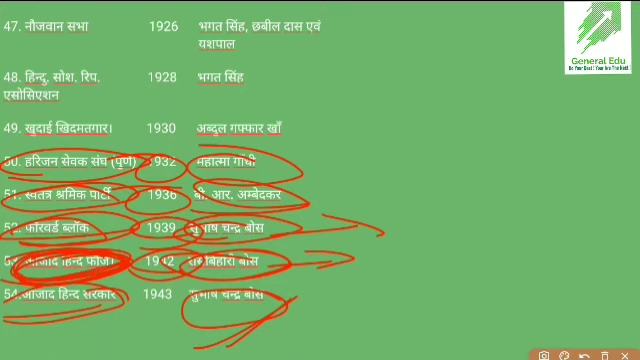 47. नौजवान सभा 1926 भगत सिंह, छबील दास एवं
यशपाल
48. हिन्दु. सोश. रिप. 1928 भगत सिंह
एसोसिएशन
49. खुदाई खिदमतगार। 1930 अब्दुल गफ्फार खाँ
50. हरिजन सेवक संघ (पूर्ण) 1932 महात्मा गाँधी
51. स्वतंत्र श्रमिक पार्टी 1936 बी. आर. अम्बेदकर
52. फॉरवर्ड ब्लॉक 1939 सुभाष चन्द्र बोस
53. आजाद हिन्द फौज। 1942 रासबिहारी बोस
54.आजाद हिन्द सरकार 1943 सुभाष चन्द्र बोस
General Edu